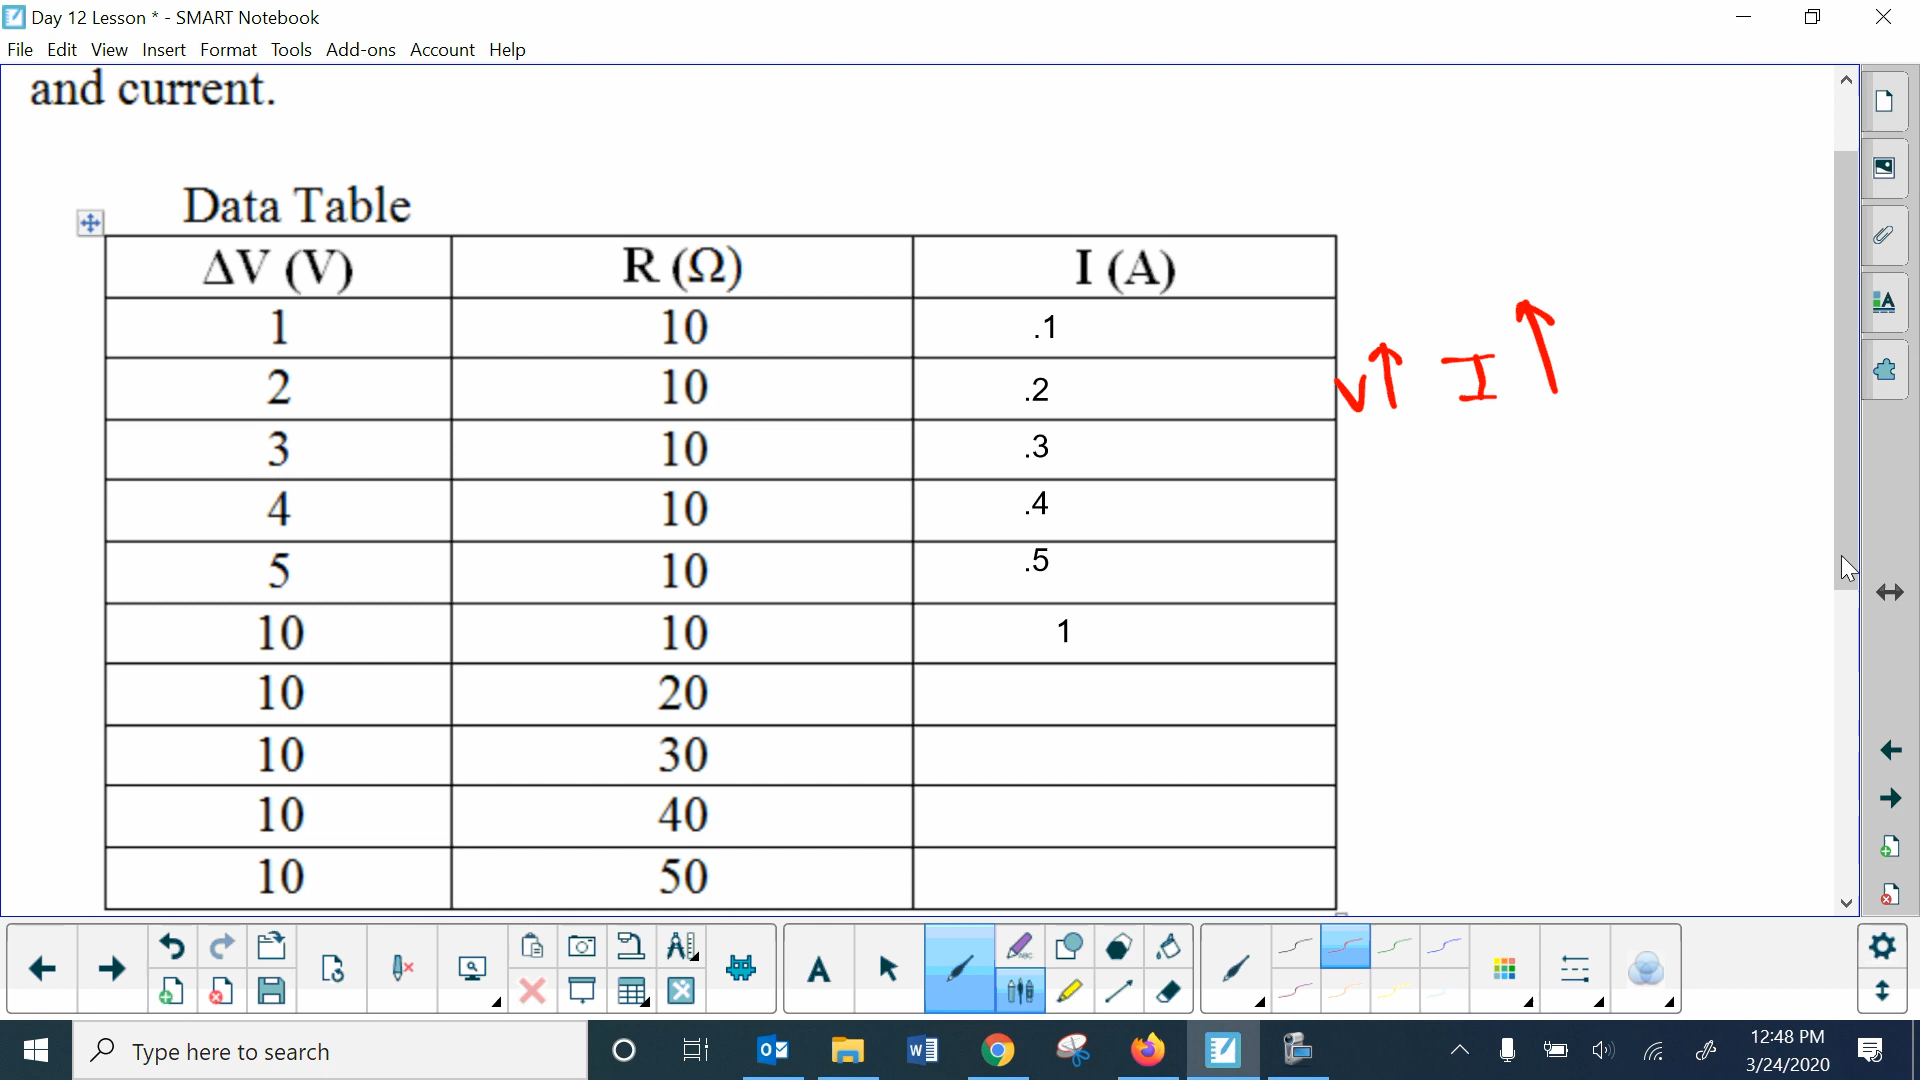 Day 12 Lesson * - SMART Notebook
File Edit View Insert Format Tools Add-ons Account Help
and current.
Data Table
ΔV (V) R (Ω) I (A)
1 10 .1
2 10 .2
3 10 .3
4 10 .4
5 10 .5
10 10 1
10 20
10 30
10 40
10 50
V↑ I ↑
Type here to search
12:48 PM
3/24/2020